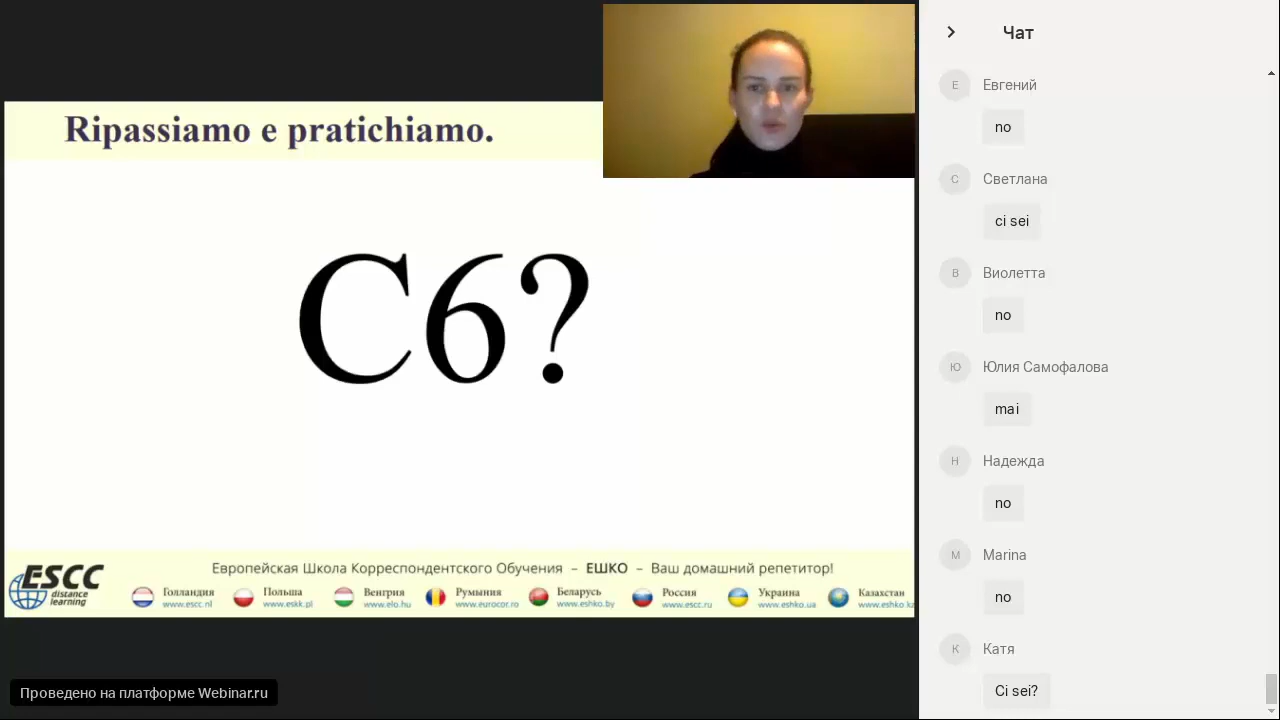 Ripassiamo e pratichiamo.
C6?
ESCC
distance
learning
Европейская Школа Корреспондентского Обучения – ЕШКО – Ваш домашний репетитор!
Голландия
www.escc.nl
Польша
www.eskk.pl
Венгрия
www.elo.hu
Румыния
www.eurocor.ro
Беларусь
www.eshko.by
Россия
www.escc.ru
Украина
www.eshko.ua
Казахстан
www.eshko.kz
Проведено на платформе Webinar.ru
Чат
Е
Евгений
no
С
Светлана
ci sei
В
Виолетта
no
Ю
Юлия Самофалова
mai
Н
Надежда
no
M
Marina
no
К
Катя
Ci sei?